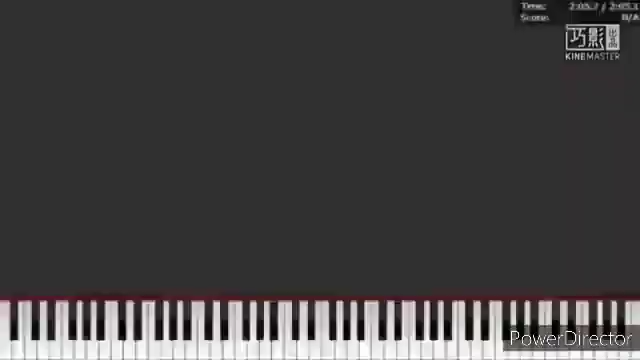 Time:
Score: N/A
巧影
KINEMASTER
PowerDirector